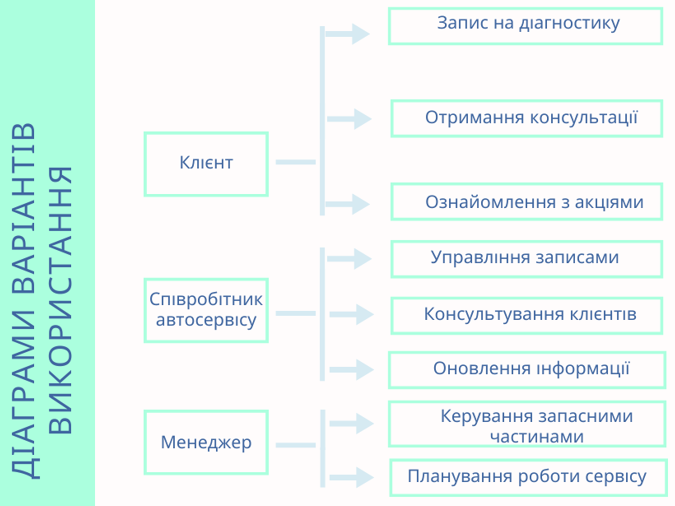 ДІАГРАМИ ВАРІАНТІВ
ВИКОРИСТАННЯ
Клієнт
Запис на діагностику
Отримання консультації
Ознайомлення з акціями
Співробітник
автосервісу
Управління записами
Консультування клієнтів
Оновлення інформації
Менеджер
Керування запасними
частинами
Планування роботи сервісу